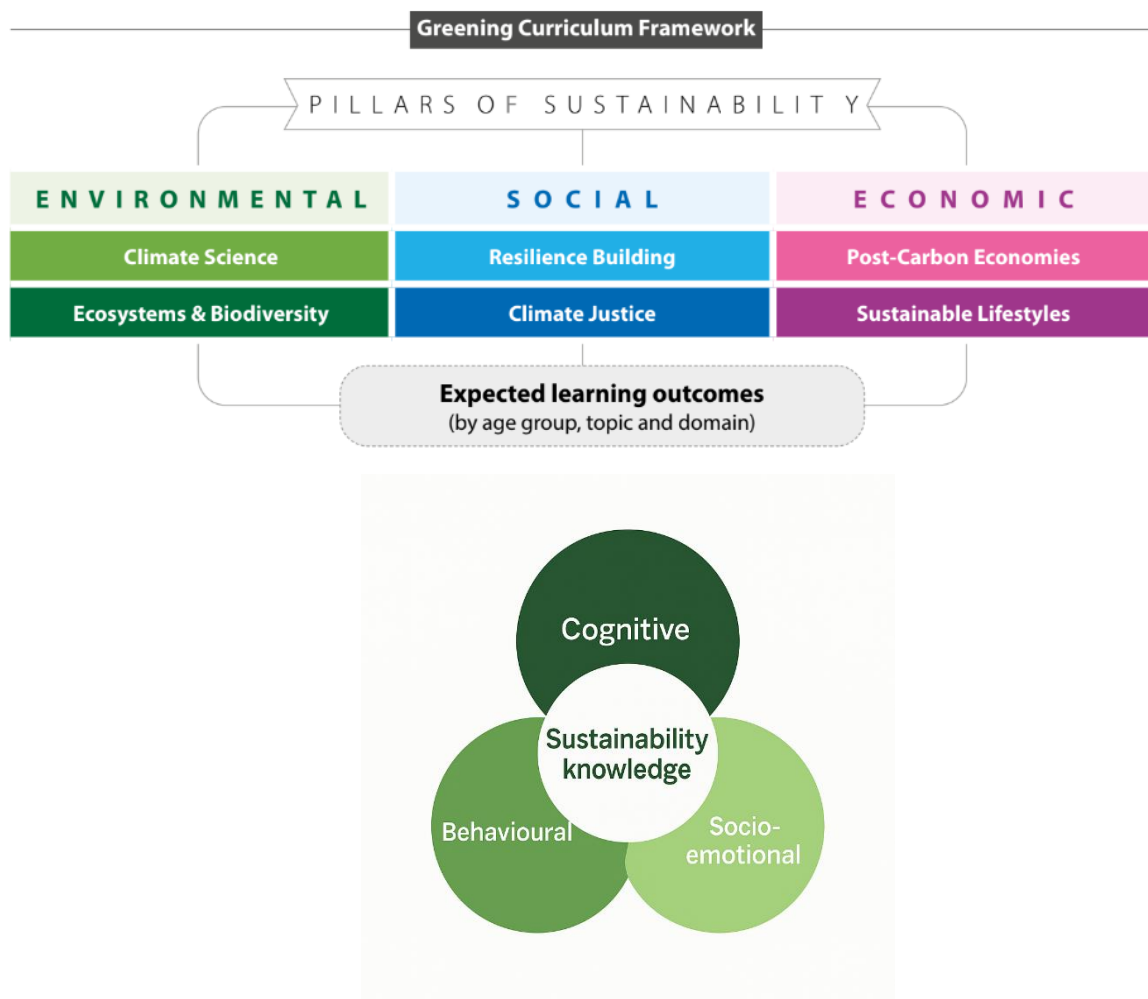 Greening Curriculum Framework
PILLARS OF SUSTAINABILITY
ENVIRONMENTAL
SOCIAL
ECONOMIC
Climate Science
Resilience Building
Post-Carbon Economies
Ecosystems & Biodiversity
Climate Justice
Sustainable Lifestyles
Expected learning outcomes
(by age group, topic and domain)
Cognitive
Sustainability
knowledge
Behavioural
Socio-
emotional